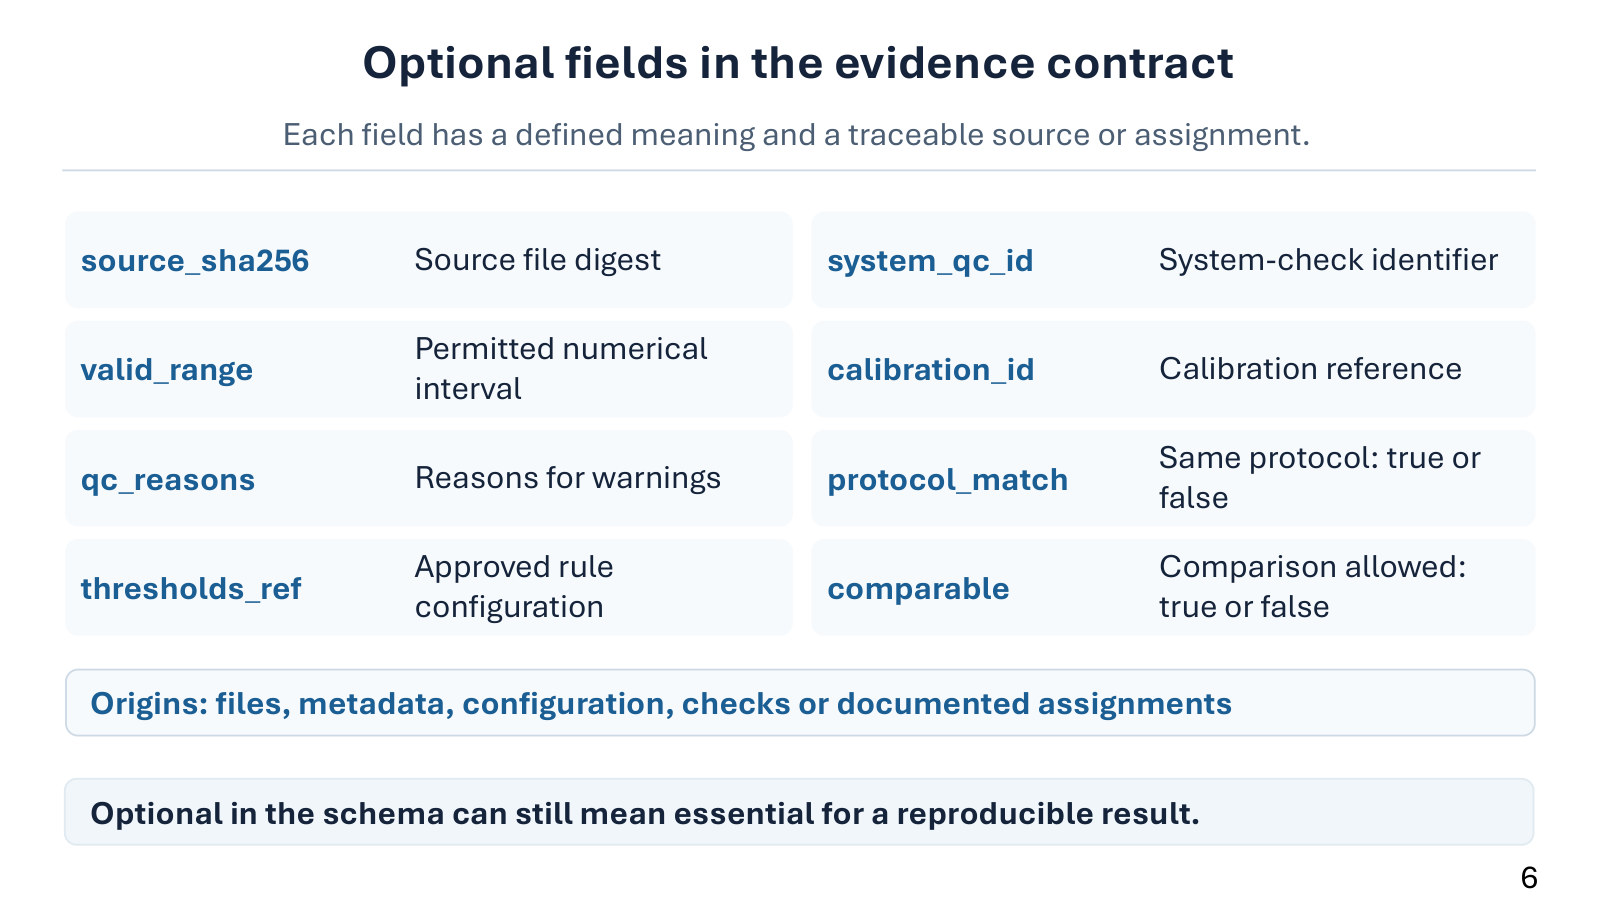 Optional fields in the evidence contract
Each field has a defined meaning and a traceable source or assignment.
source_sha256
Source file digest
system_qc_id
System-check identifier
valid_range
Permitted numerical
interval
calibration_id
Calibration reference
qc_reasons
Reasons for warnings
protocol_match
Same protocol: true or
false
thresholds_ref
Approved rule
configuration
comparable
Comparison allowed:
true or false
Origins: files, metadata, configuration, checks or documented assignments
Optional in the schema can still mean essential for a reproducible result.
6